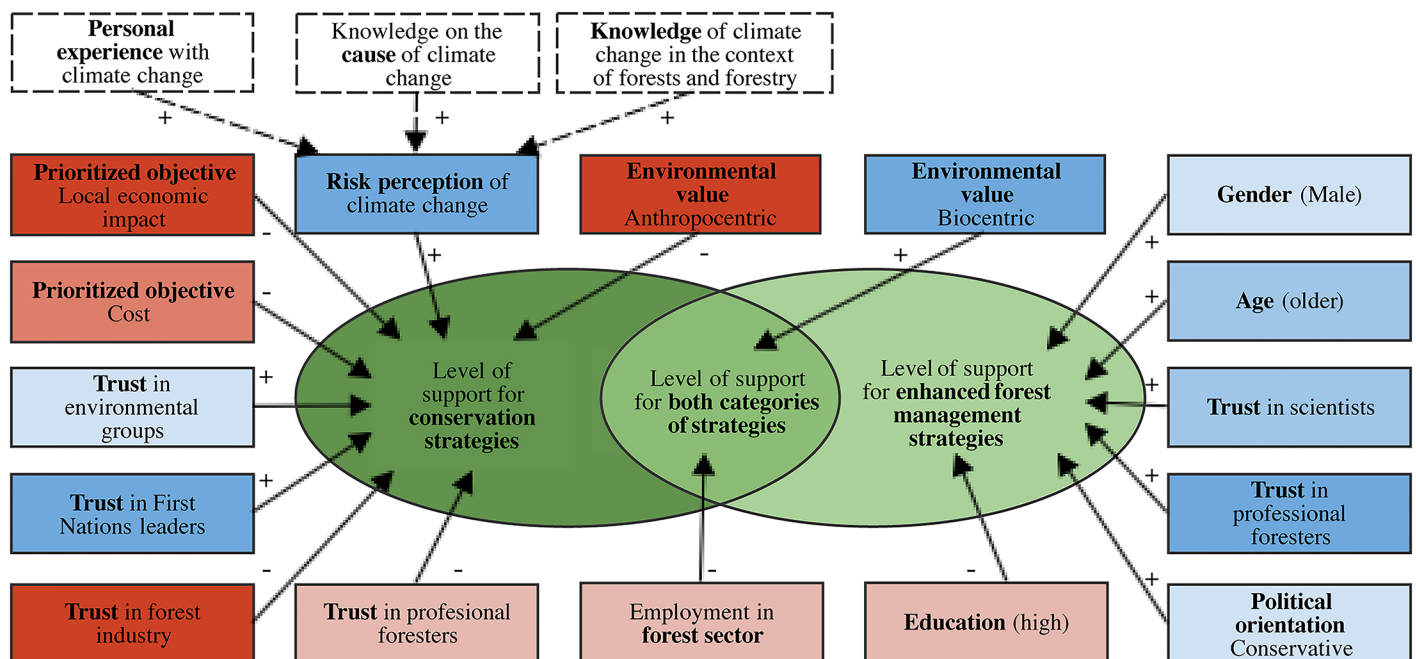 Personal
experience with
climate change
Knowledge on the
cause of climate
change
Knowledge of climate
change in the context
of forests and forestry
+
+
+
Prioritized objective
Local economic
impact
Risk perception of
climate change
Environmental
value
Anthropocentric
Environmental
value
Biocentric
Gender (Male)
-
+
-
+
+
Prioritized objective
Cost
-
Age (older)
+
Trust in
environmental
groups
+
Level of
support for
conservation
strategies
Level of support
for both categories
of strategies
Level of support
for enhanced forest
management
strategies
+
Trust in scientists
Trust in First
Nations leaders
+
+
Trust in
professional
foresters
-
-
-
-
+
Trust in forest
industry
Trust in profesional
foresters
Employment in
forest sector
Education (high)
Political
orientation
Conservative